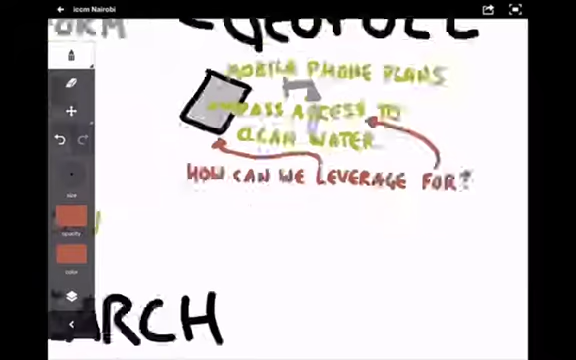 iccm Nairobi
ORM
GEOPOLL
MOBILE PHONE PLANS
ACCESS TO
CLEAN WATER
HOW CAN WE LEVERAGE FOR?
size
opacity
color
ARCH